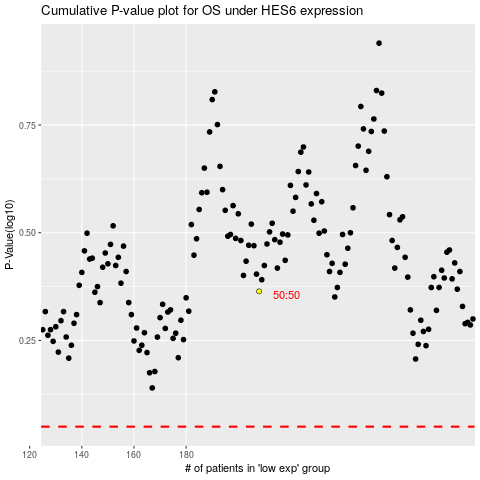 Cumulative P-value plot for OS under HES6 expression
P-Value(log10)
0.75
0.50
0.25
50:50
120 140 160 180
# of patients in 'low exp' group